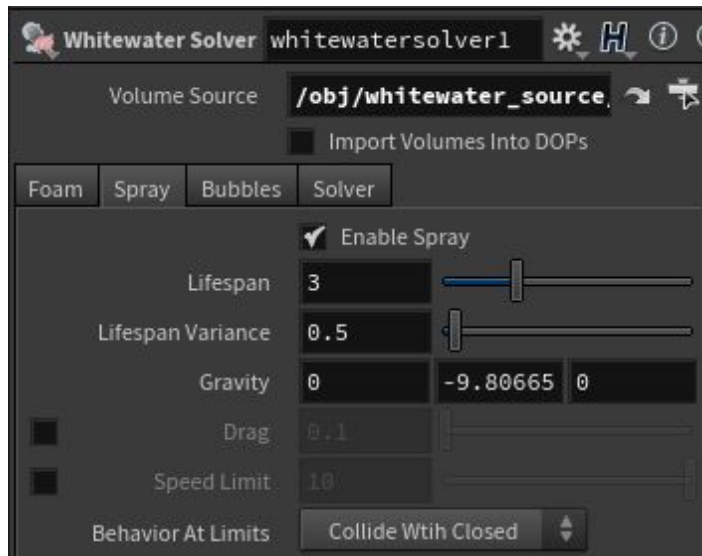 Whitewater Solver whitewatersolver1
Volume Source /obj/whitewater_source
Import Volumes Into DOPs
Foam Spray Bubbles Solver
Enable Spray
Lifespan 3
Lifespan Variance 0.5
Gravity 0 -9.80665 0
Drag 0.1
Speed Limit 10
Behavior At Limits Collide Wtih Closed